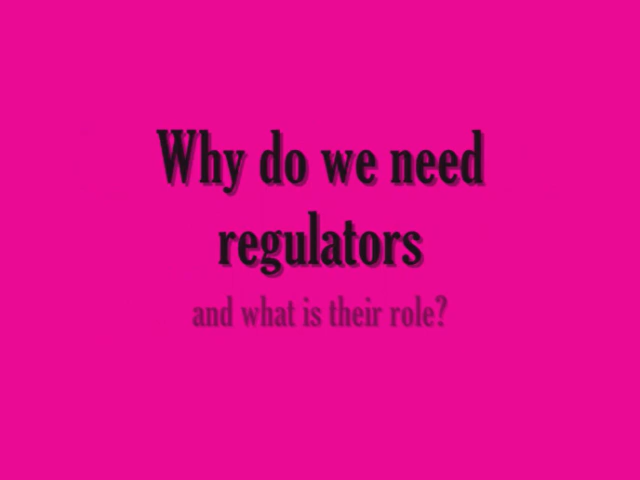 Why do we need
regulators
and what is their role?